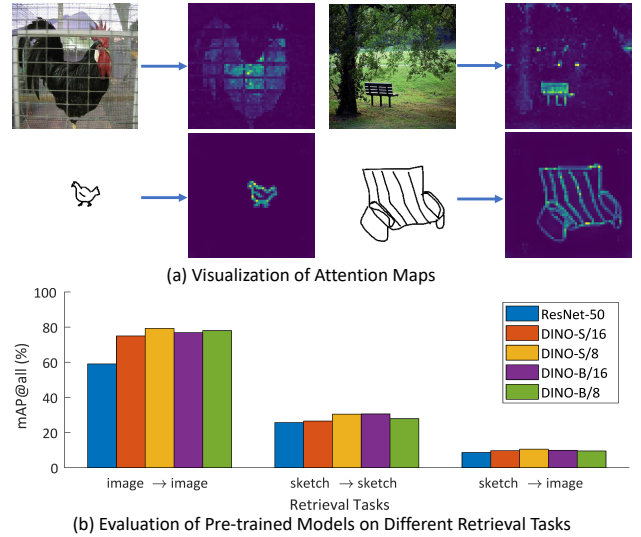 (a) Visualization of Attention Maps
100
80
60
40
20
0
mAP@all (%)
ResNet-50
DINO-S/16
DINO-S/8
DINO-B/16
DINO-B/8
image → image
sketch → sketch
sketch → image
Retrieval Tasks
(b) Evaluation of Pre-trained Models on Different Retrieval Tasks